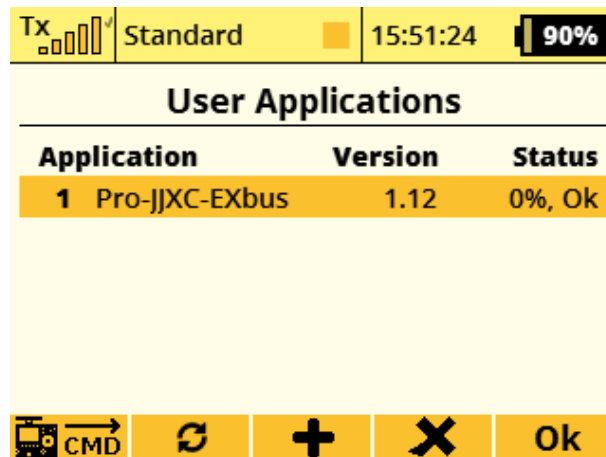 Tx Standard 15:51:24 90%
User Applications
Application Version Status
1 Pro-JJXC-EXbus 1.12 0%, Ok
CMD Ok